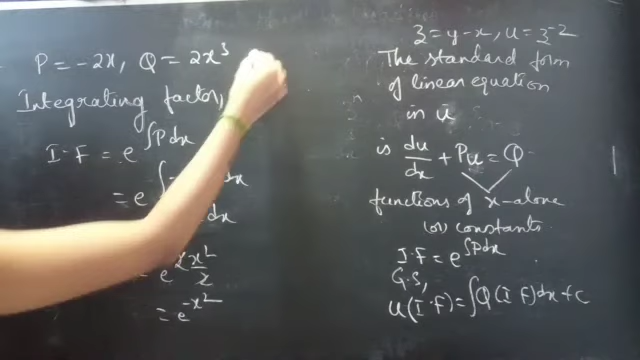 P = -2x, Q = 2x³
Integrating factor,
I·F = e^∫Pdx
= e^∫ dx
dx
= e^2x²/2
= e^-x²
z = y-x, u = z^-2
The standard form
of linear equation
in u
is du/dx + Pu = Q
functions of x-alone
(or) constants
I·F = e^∫Pdx
G.S,
u(I·F) = ∫Q(I·F)dx + C